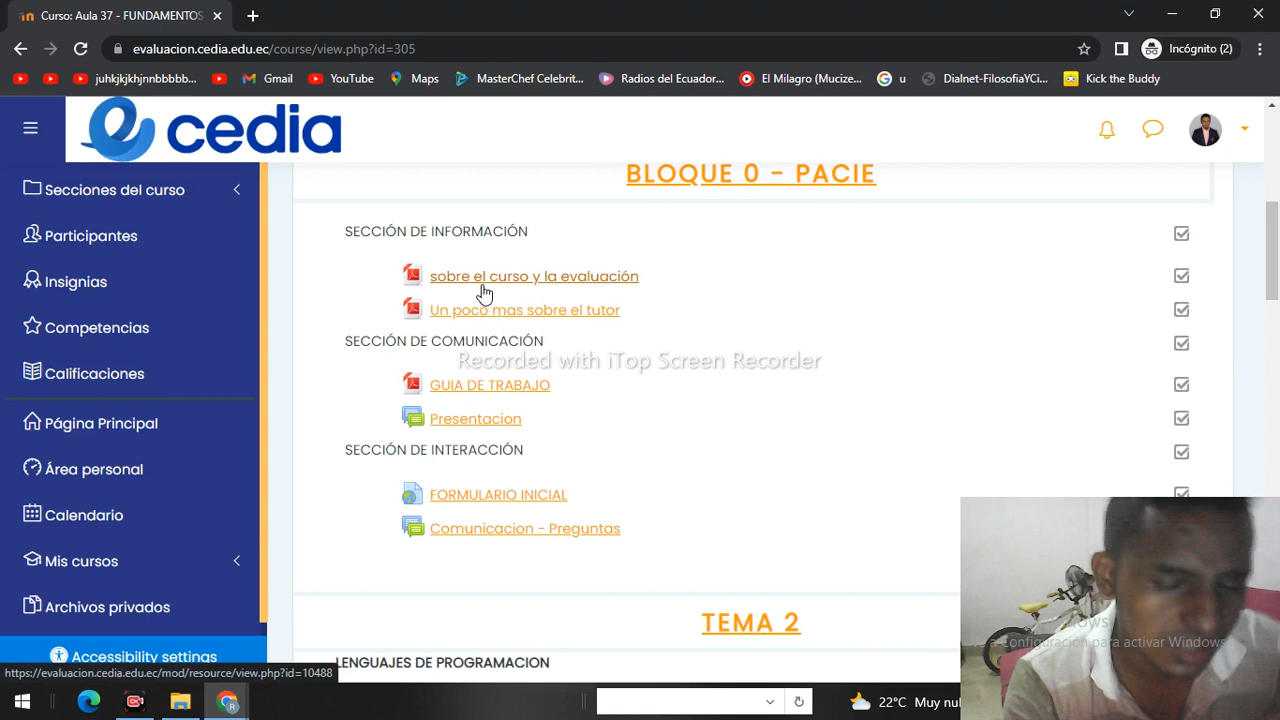 Curso: Aula 37 - FUNDAMENTOS
evaluacion.cedia.edu.ec/course/view.php?id=305
Incógnito (2)
juhkjkjkhjnnbbbbb...
Gmail
YouTube
Maps
MasterChef Celebrit...
Radios del Ecuador...
El Milagro (Mucize...
u
Dialnet-FilosofiaYCi...
Kick the Buddy
cedia
Secciones del curso
Participantes
Insignias
Competencias
Calificaciones
Página Principal
Área personal
Calendario
Mis cursos
Archivos privados
Accessibility settings
BLOQUE 0 - PACIE
SECCIÓN DE INFORMACIÓN
sobre el curso y la evaluación
Un poco mas sobre el tutor
SECCIÓN DE COMUNICACIÓN
Recorded with iTop Screen Recorder
GUIA DE TRABAJO
Presentacion
SECCIÓN DE INTERACCIÓN
FORMULARIO INICIAL
Comunicacion - Preguntas
TEMA 2
LENGUAJES DE PROGRAMACION
a Configuración para activar Windows
https://evaluacion.cedia.edu.ec/mod/resource/view.php?id=10488
22°C Muy nu